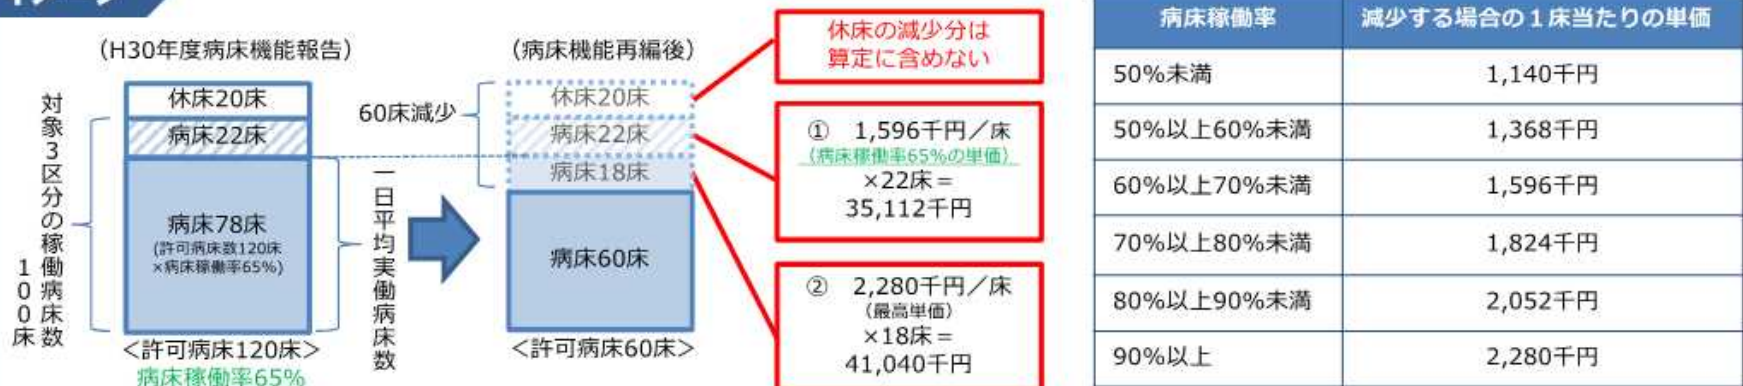 (H30年度病床機能報告)
対象3区分の稼働病床数
100床
休床20床
病床22床
病床78床
(許可病床数120床
×病床稼働率65%)
一日平均実働病床数
<許可病床120床>
病床稼働率65%
(病床機能再編後)
60床減少
休床20床
病床22床
病床18床
病床60床
<許可病床60床>
休床の減少分は
算定に含めない
① 1,596千円/床
(病床稼働率65%の単価)
×22床=
35,112千円
② 2,280千円/床
(最高単価)
×18床=
41,040千円
病床稼働率 減少する場合の1床当たりの単価
50%未満 1,140千円
50%以上60%未満 1,368千円
60%以上70%未満 1,596千円
70%以上80%未満 1,824千円
80%以上90%未満 2,052千円
90%以上 2,280千円